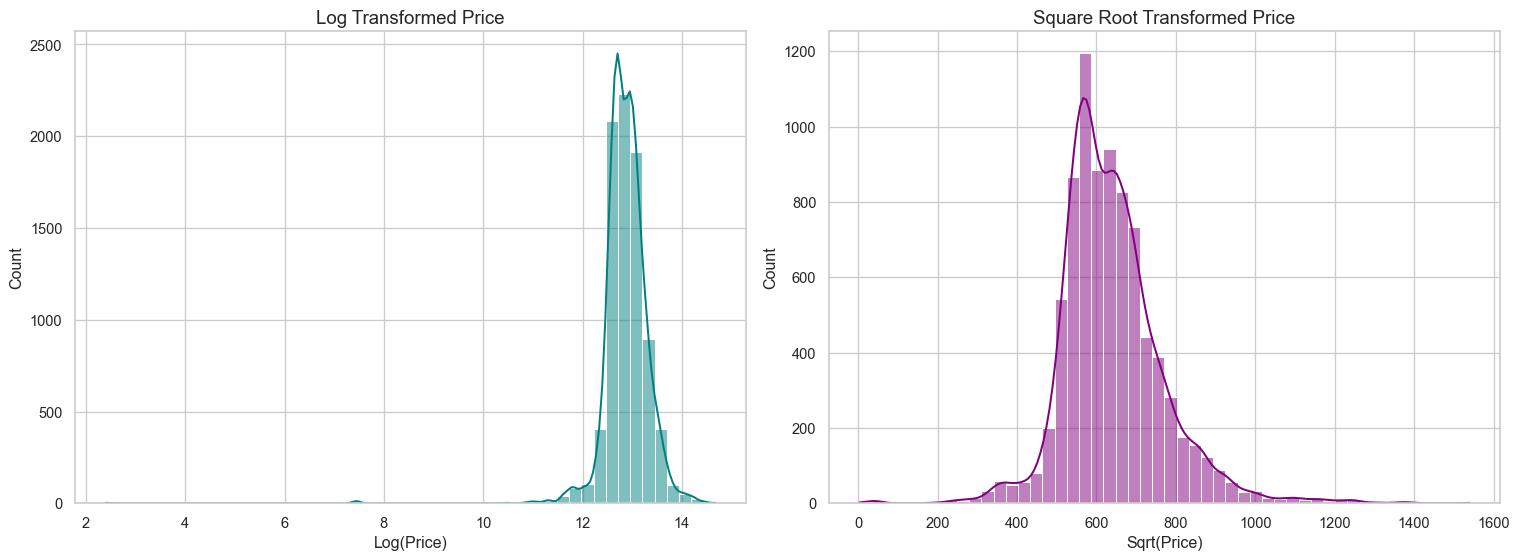 Log Transformed Price
2500
2000
1500
1000
500
0
Count
2 4 6 8 10 12 14
Log(Price)
Square Root Transformed Price
1200
1000
800
600
400
200
0
Count
0 200 400 600 800 1000 1200 1400 1600
Sqrt(Price)